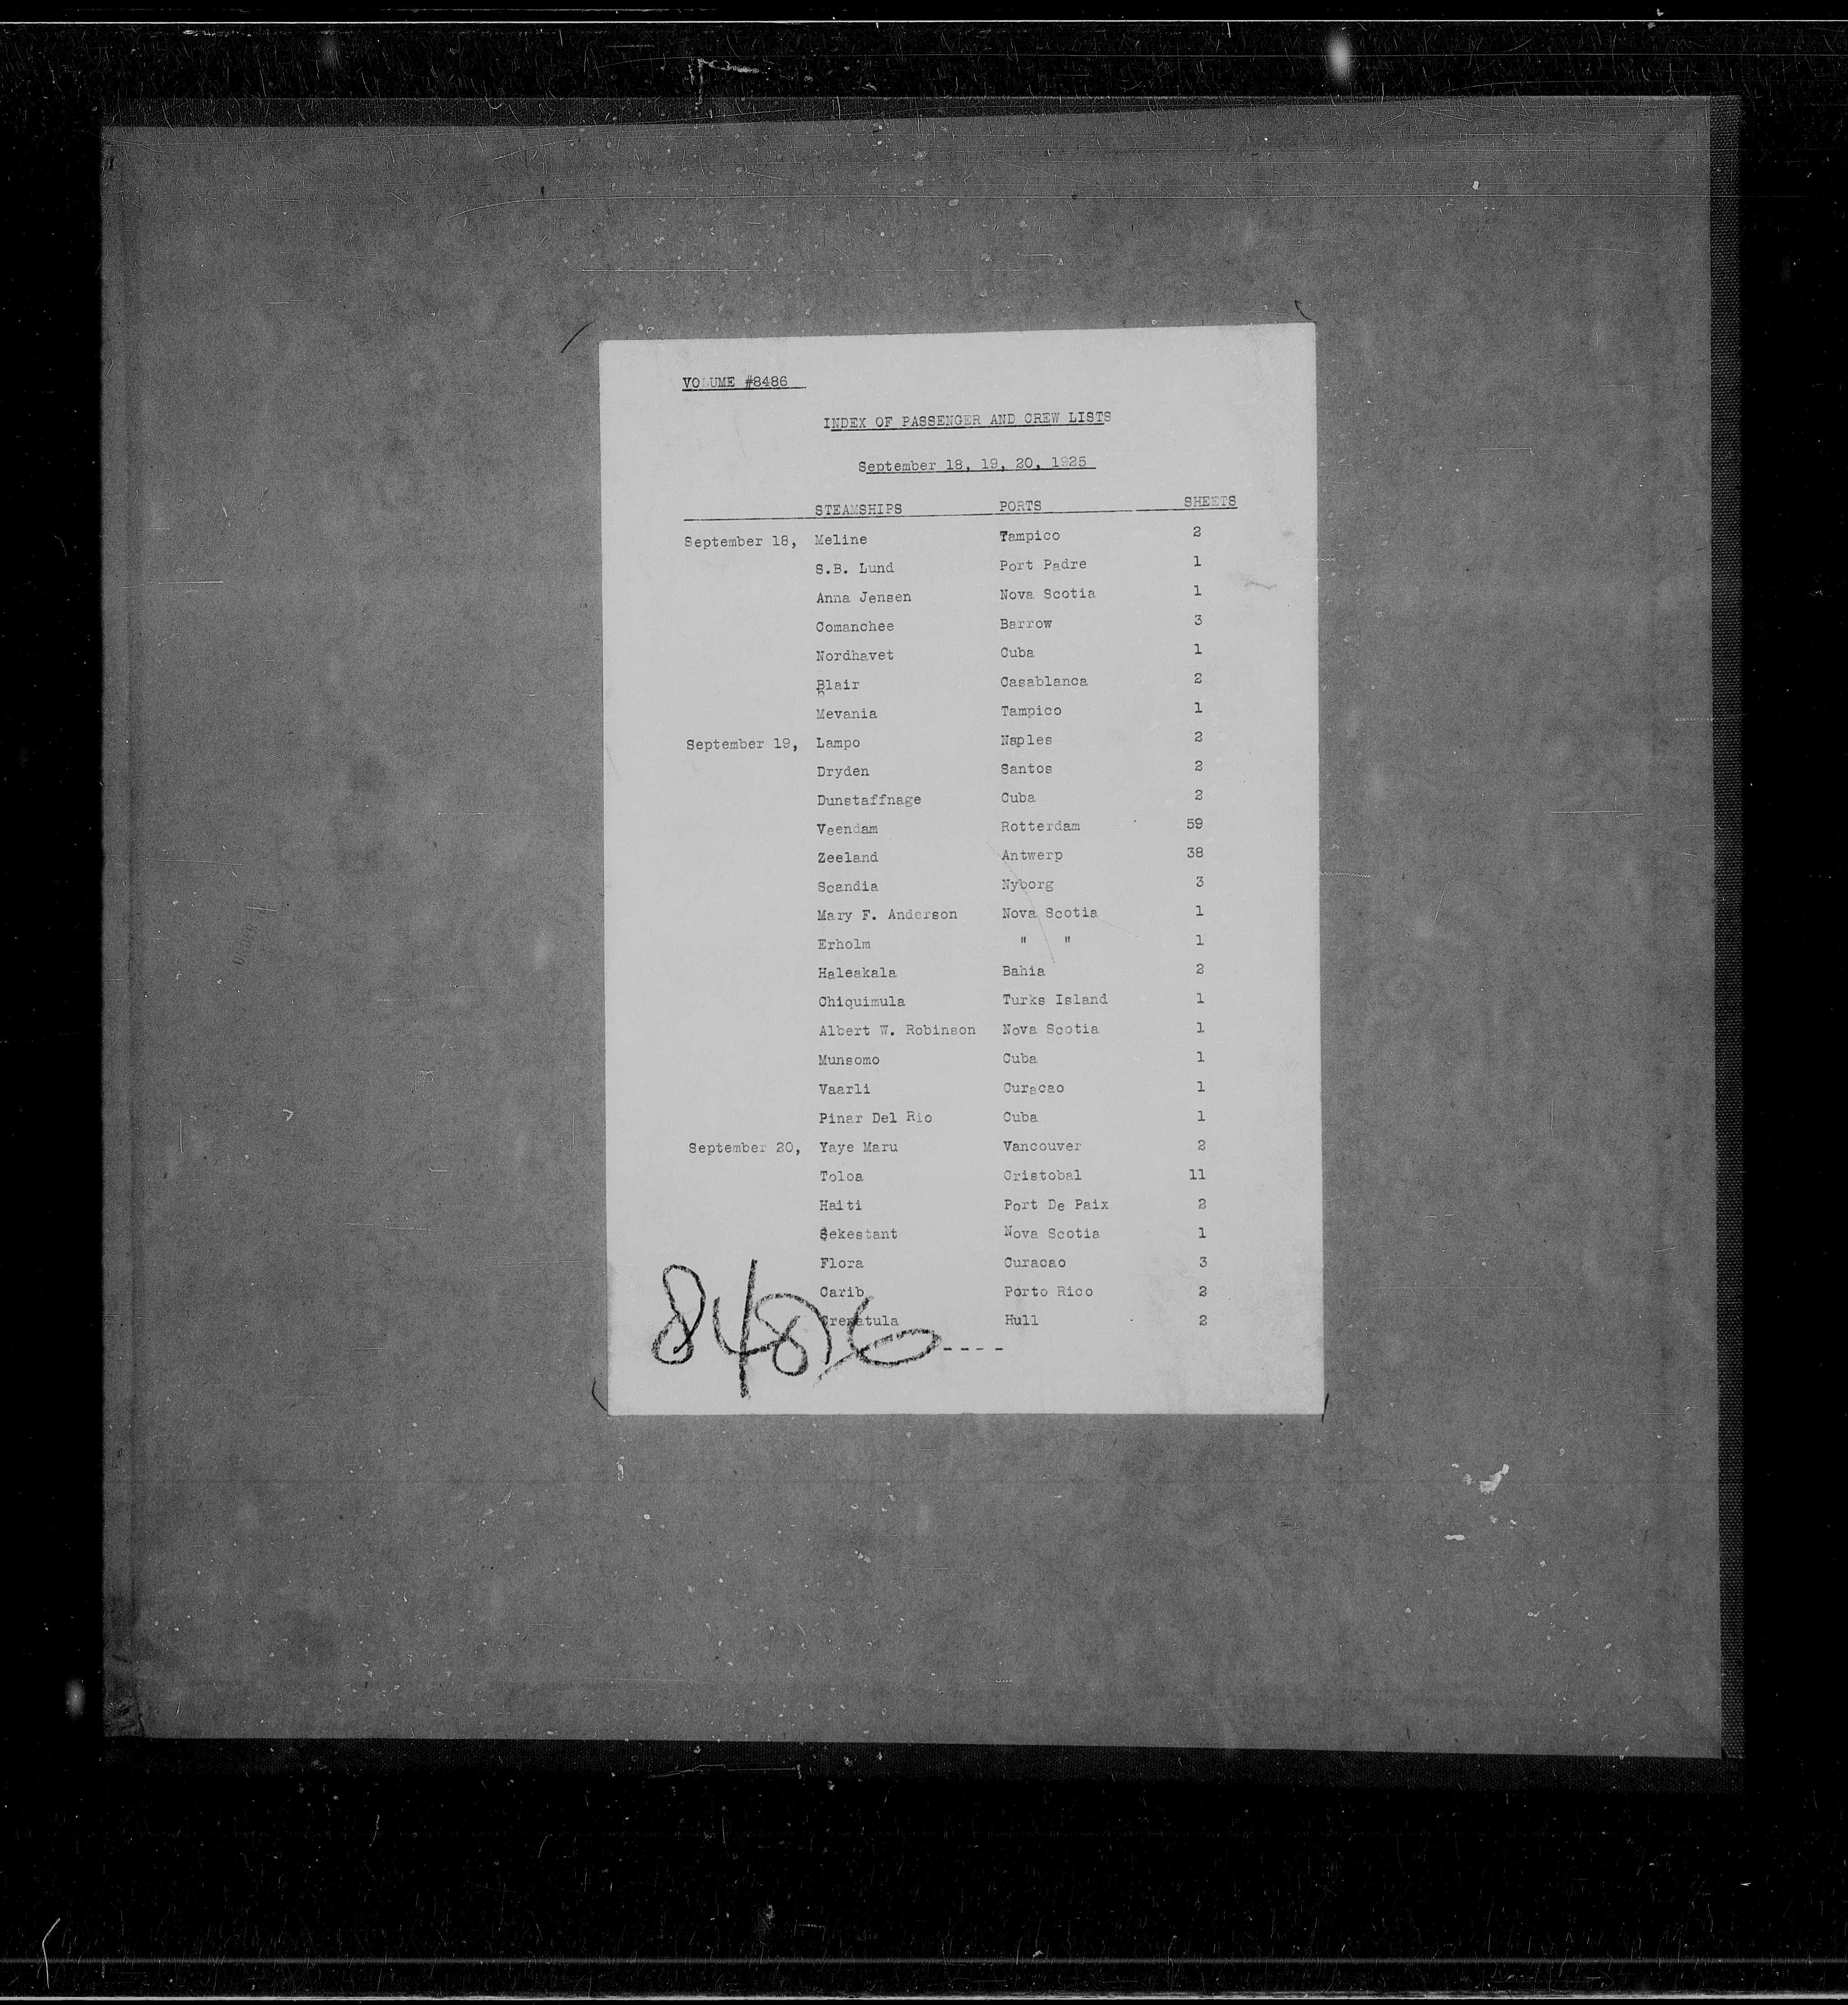 VOLUME #8486
INDEX OF PASSENGER AND CREW LISTS
September 18, 19, 20, 1925
STEAMSHIPS PORTS SHEETS
September 18, Meline Tampico 2
S.B. Lund Port Padre 1
Anna Jensen Nova Scotia 1
Comanchee Barrow 3
Nordhavet Cuba 1
Blair Casablanca 2
Mevania Tampico 1
September 19, Lampo Naples 2
Dryden Santos 2
Dunstaffnage Cuba 2
Veendam Rotterdam 59
Zeeland Antwerp 38
Scandia Nyborg 3
Mary F. Anderson Nova Scotia 1
Erholm " " 1
Haleakala Bahia 2
Chiquimula Turks Island 1
Albert W. Robinson Nova Scotia 1
Munsomo Cuba 1
Vaarli Curacao 1
Pinar Del Rio Cuba 1
September 20, Yaye Maru Vancouver 2
Toloa Cristobal 11
Haiti Port De Paix 2
Sekestant Nova Scotia 1
Flora Curacao 3
Carib Porto Rico 2
Hull 2
----
8486